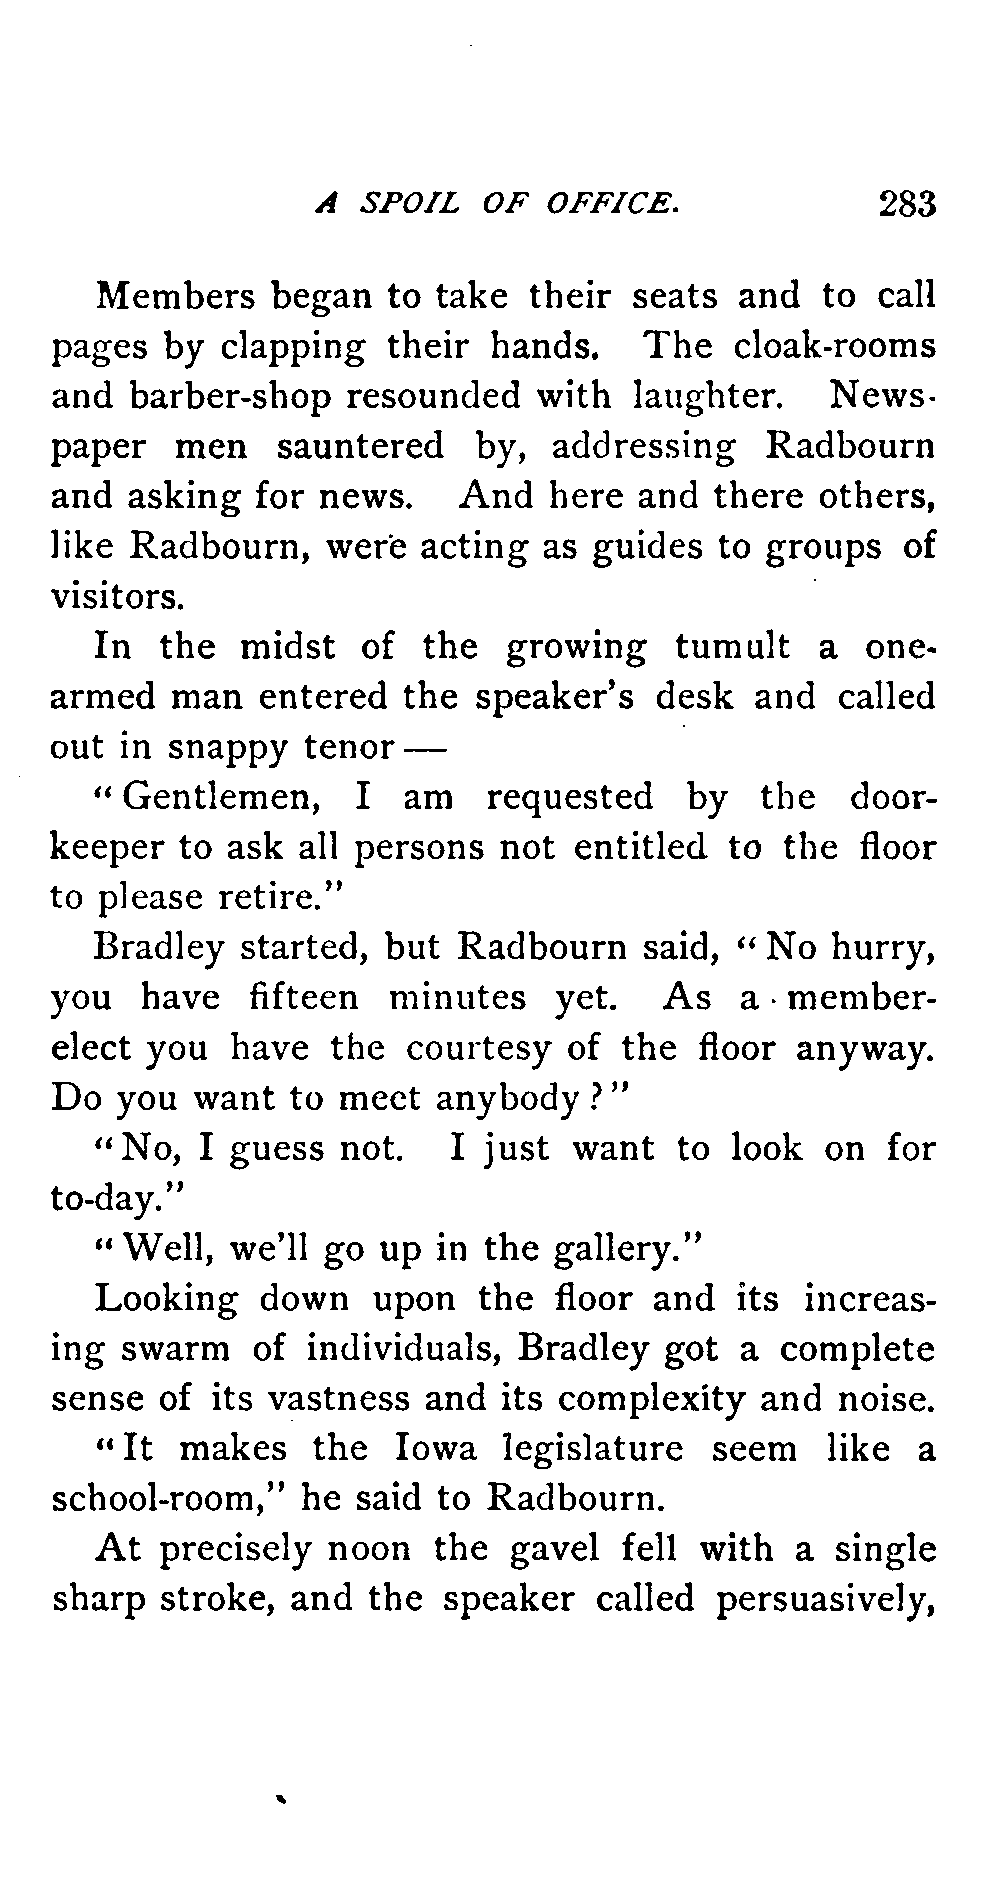 A SPOIL OF OFFICE. 283
Members began to take their seats and to call
pages by clapping their hands. The cloak-rooms
and barber-shop resounded with laughter. News-
paper men sauntered by, addressing Radbourn
and asking for news. And here and there others,
like Radbourn, were acting as guides to groups of
visitors.
In the midst of the growing tumult a one-
armed man entered the speaker's desk and called
out in snappy tenor —
"Gentlemen, I am requested by the door-
keeper to ask all persons not entitled to the floor
to please retire."
Bradley started, but Radbourn said, "No hurry,
you have fifteen minutes yet. As a member-
elect you have the courtesy of the floor anyway.
Do you want to meet anybody?"
"No, I guess not. I just want to look on for
to-day."
"Well, we'll go up in the gallery."
Looking down upon the floor and its increas-
ing swarm of individuals, Bradley got a complete
sense of its vastness and its complexity and noise.
"It makes the Iowa legislature seem like a
school-room," he said to Radbourn.
At precisely noon the gavel fell with a single
sharp stroke, and the speaker called persuasively,